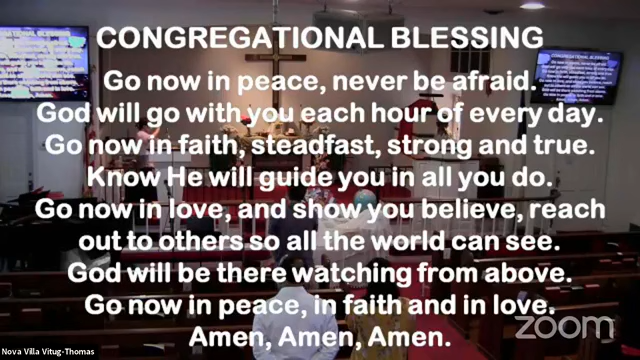 CONGREGATIONAL BLESSING
Go now in peace, never be afraid.
God will go with you each hour of every day.
Go now in faith, steadfast, strong and true.
Know He will guide you in all you do.
Go now in love, and show you believe, reach
out to others so all the world can see.
God will be there watching from above.
Go now in peace, in faith and in love.
Amen, Amen, Amen.
Nova Villa Vitug-Thomas
zoom